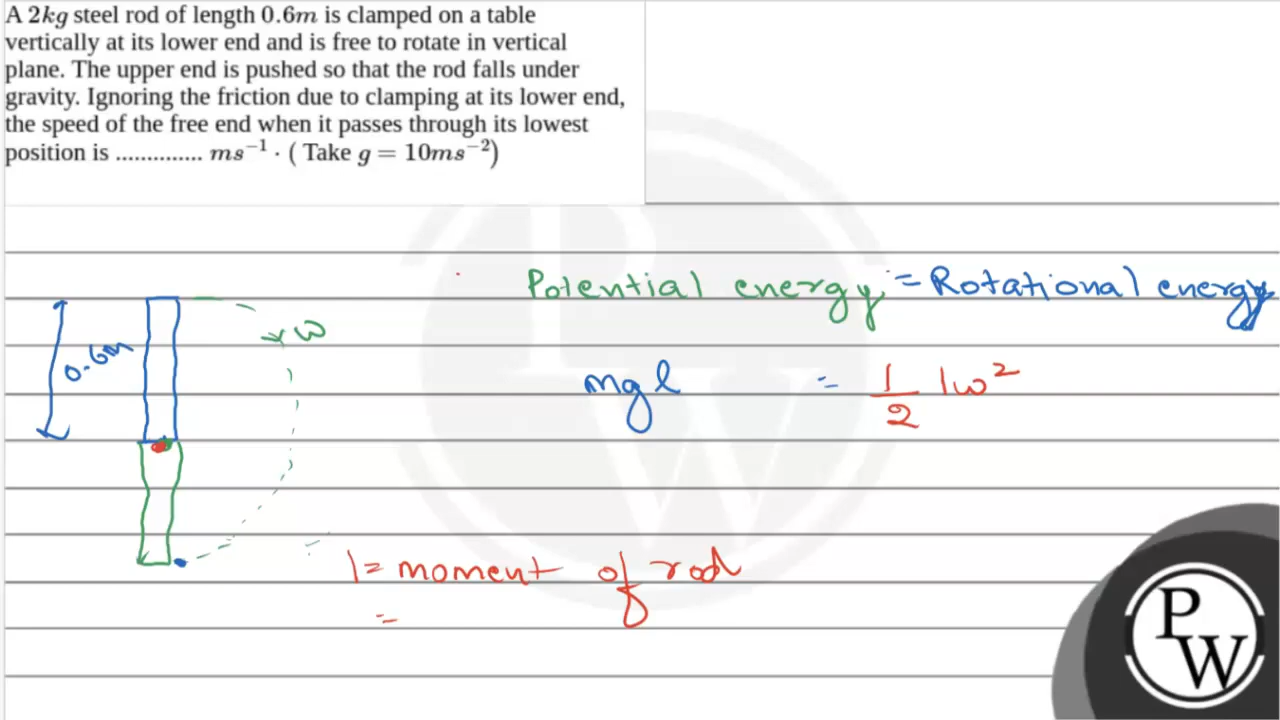 A 2kg steel rod of length 0.6m is clamped on a table
vertically at its lower end and is free to rotate in vertical
plane. The upper end is pushed so that the rod falls under
gravity. Ignoring the friction due to clamping at its lower end,
the speed of the free end when it passes through its lowest
position is .............. ms⁻¹ · ( Take g = 10ms⁻²)
Potential energy = Rotational energy
ω
0.6m
mgl = 1/2 Iω²
I = moment of rod
=
PW